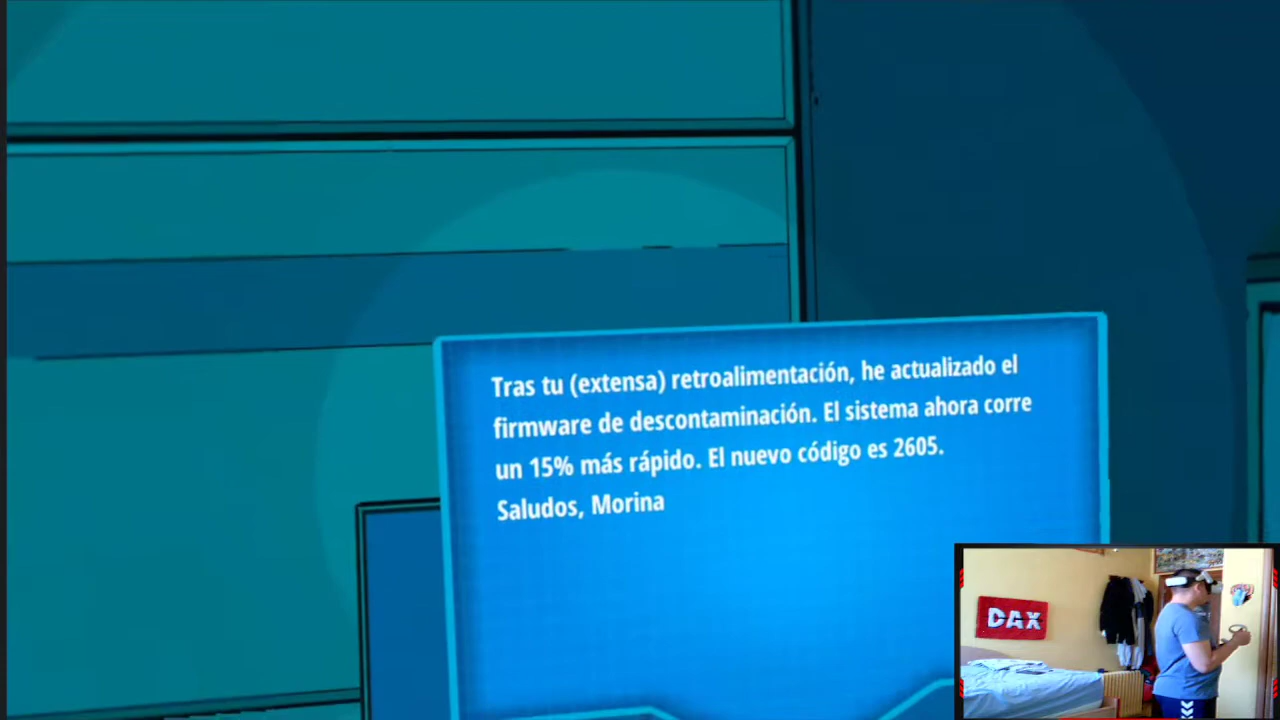 Tras tu (extensa) retroalimentación, he actualizado el
firmware de descontaminación. El sistema ahora corre
un 15% más rápido. El nuevo código es 2605.
Saludos, Morina
DAX